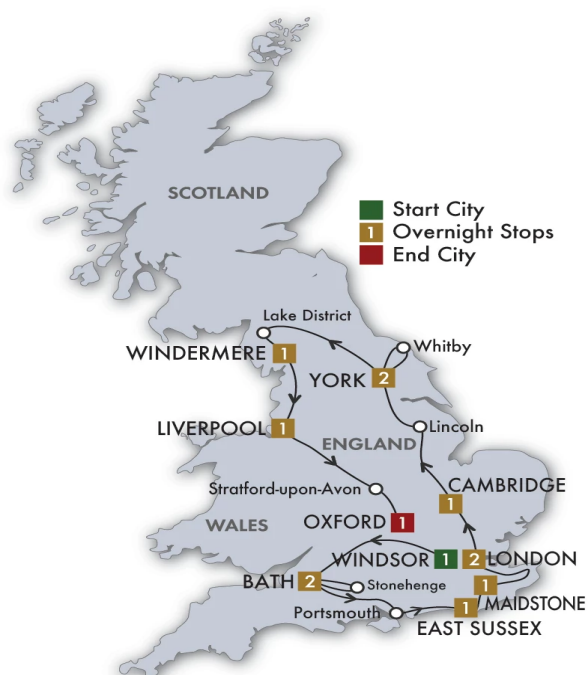 SCOTLAND
Start City
1 Overnight Stops
End City
Lake District
WINDERMERE 1
Whitby
YORK 2
LIVERPOOL 1
Lincoln
ENGLAND
CAMBRIDGE
1
Stratford-upon-Avon
OXFORD 1
WALES
WINDSOR 1
2 LONDON
BATH 2
Stonehenge
1
MAIDSTONE
Portsmouth
1
EAST SUSSEX